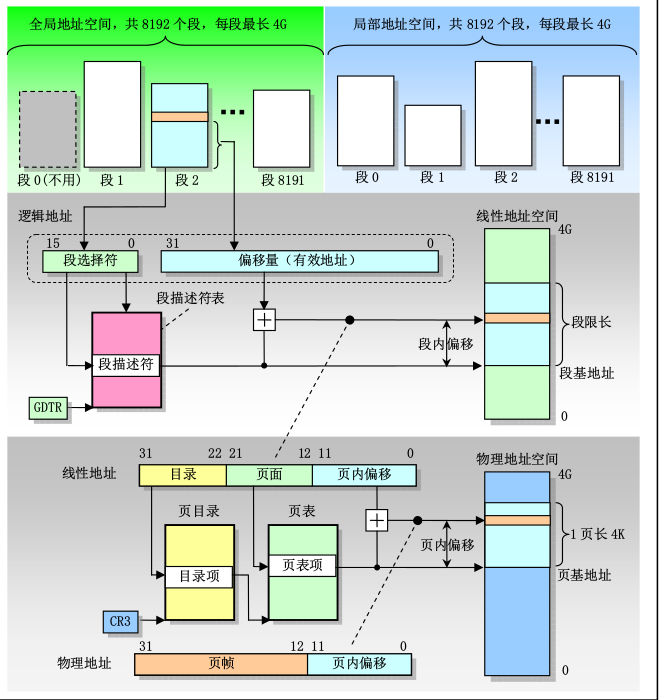 全局地址空间，共 8192 个段，每段最长 4G
局部地址空间，共 8192 个段，每段最长 4G
段 0(不用)
段 1
段 2
段 8191
段 0
段 1
段 2
段 8191
逻辑地址
线性地址空间
15
0
31
0
4G
段选择符
偏移量（有效地址）
段描述符表
段限长
段内偏移
段描述符
段基地址
GDTR
0
31
22
21
12
11
0
物理地址空间
线性地址
目录
页面
页内偏移
4G
页目录
页表
1 页长 4K
页内偏移
目录项
页表项
页基地址
CR3
31
12
11
0
物理地址
页帧
页内偏移
0